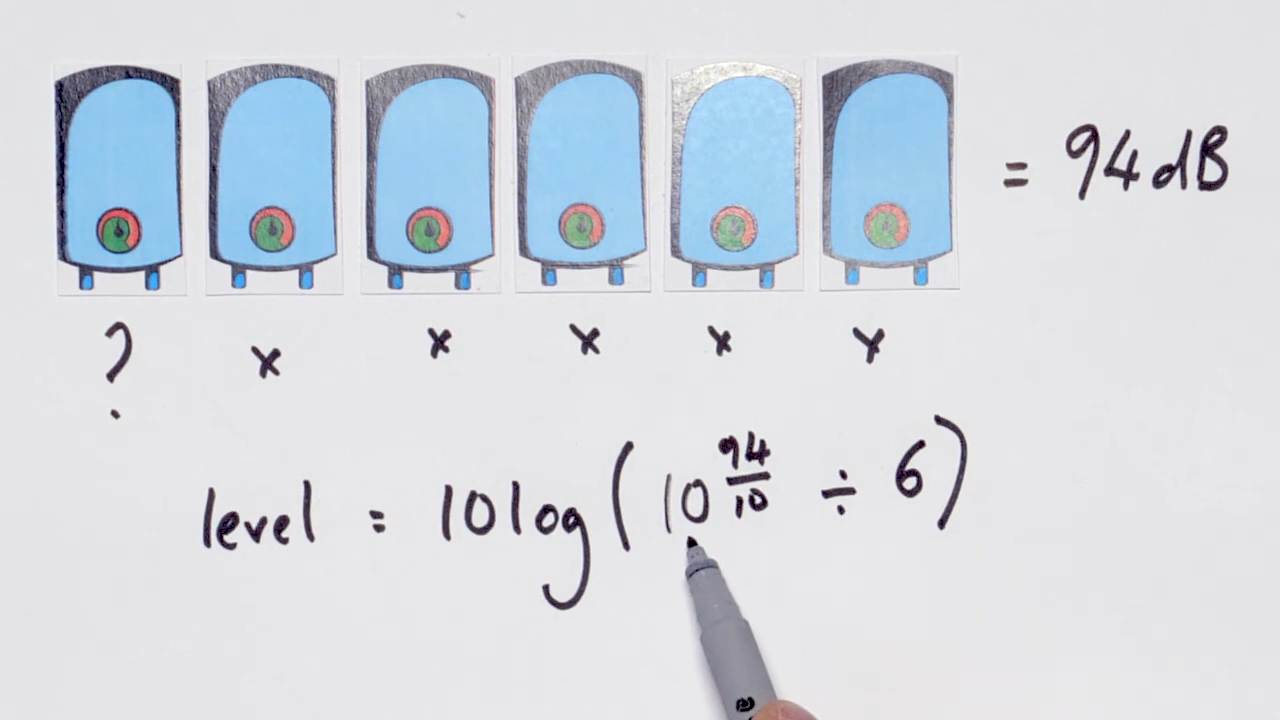 = 94 dB
? x x x x x
level = 10 log ( 10^(94/10) ÷ 6 )